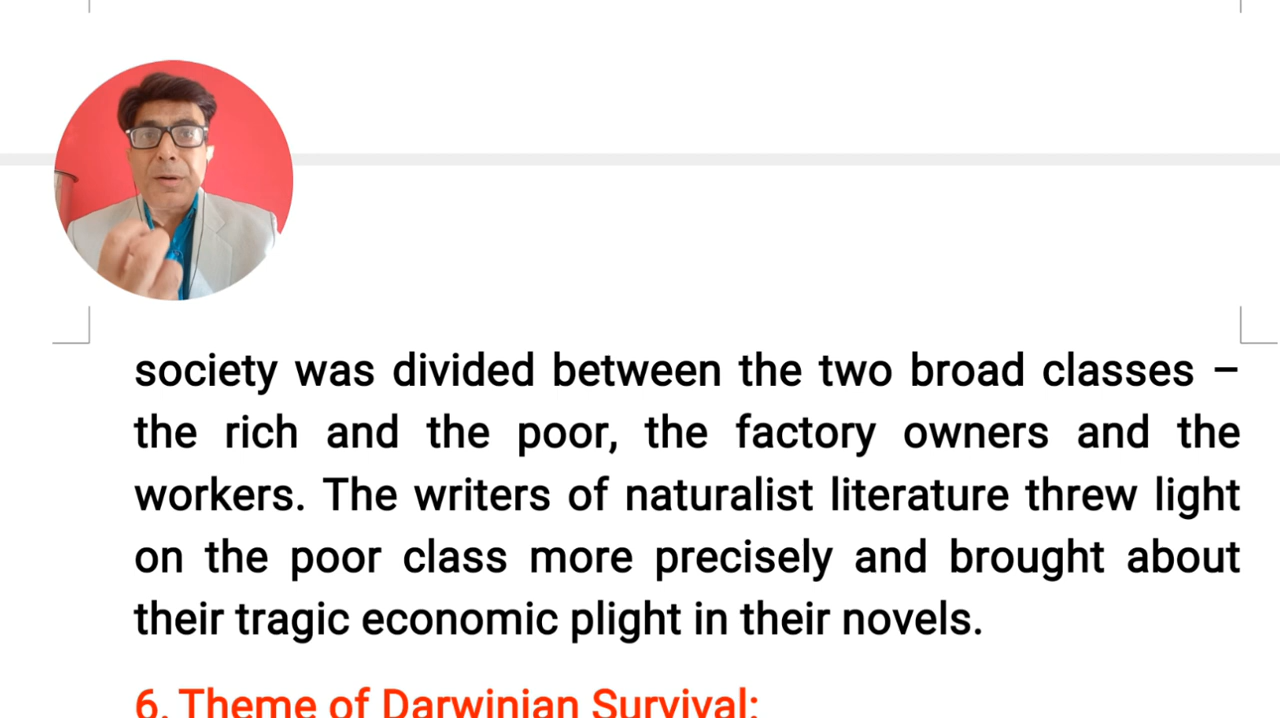 society was divided between the two broad classes –
the rich and the poor, the factory owners and the
workers. The writers of naturalist literature threw light
on the poor class more precisely and brought about
their tragic economic plight in their novels.
6. Theme of Darwinian Survival: